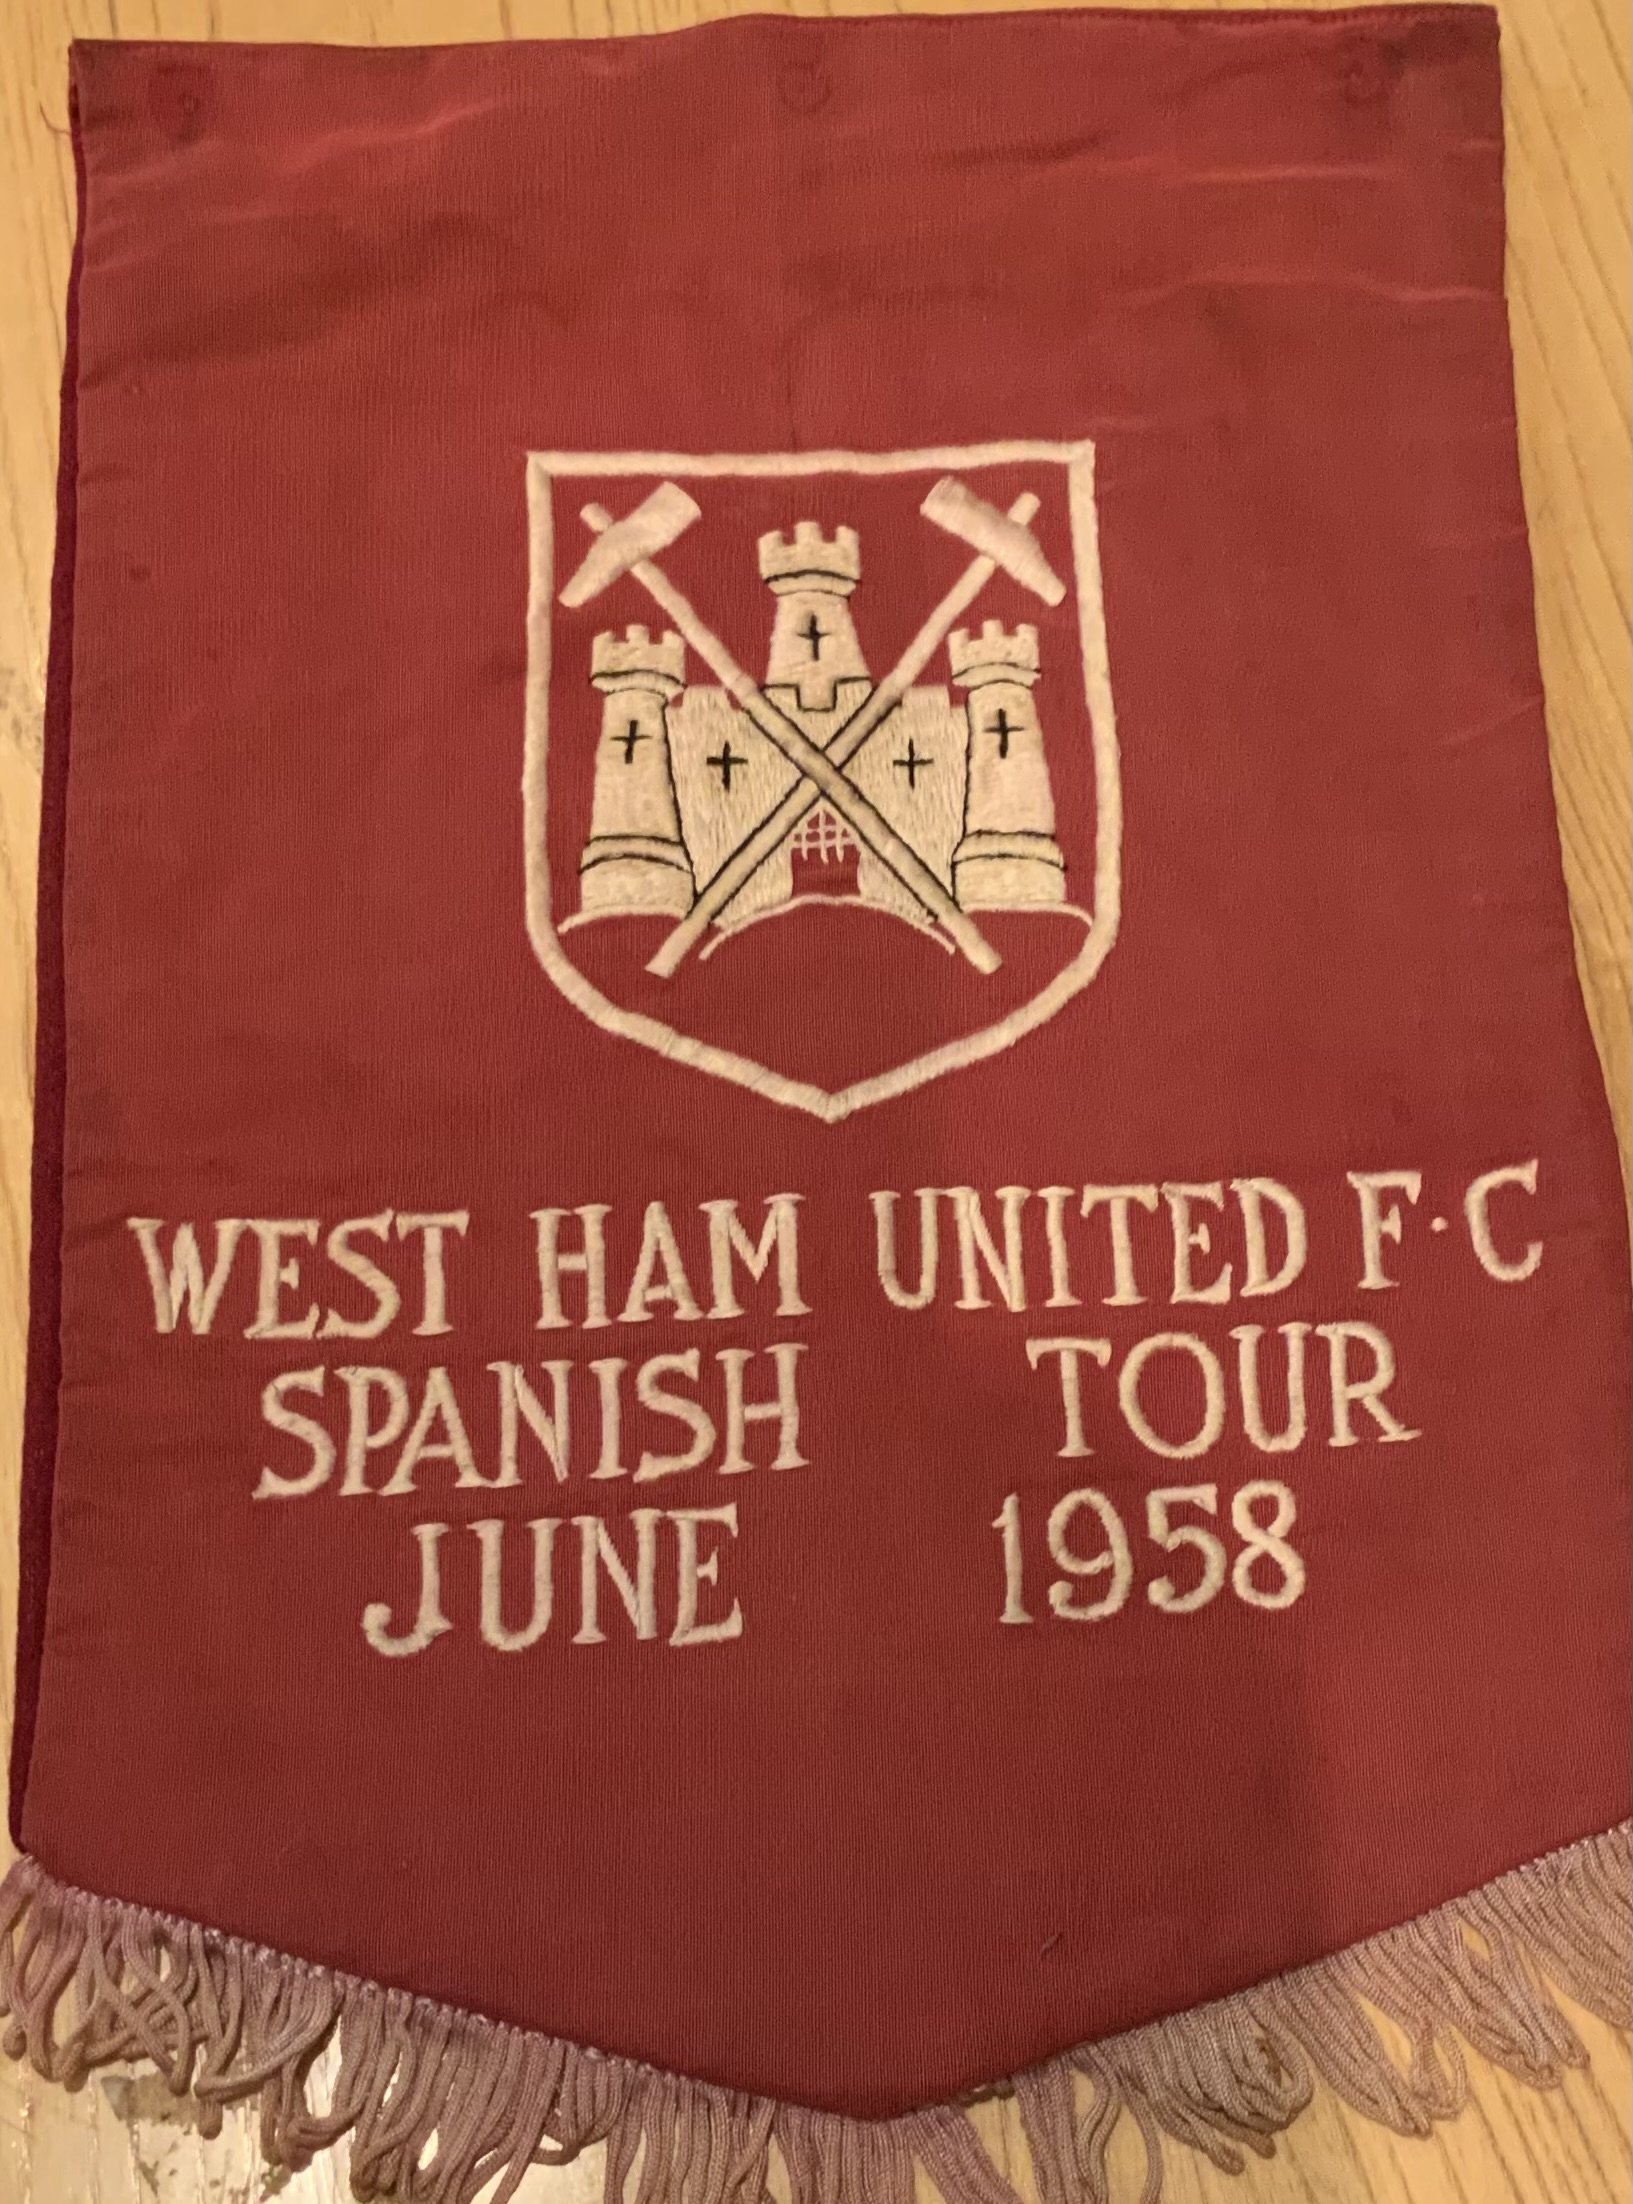 WEST HAM UNITED F·C
SPANISH TOUR
JUNE 1958